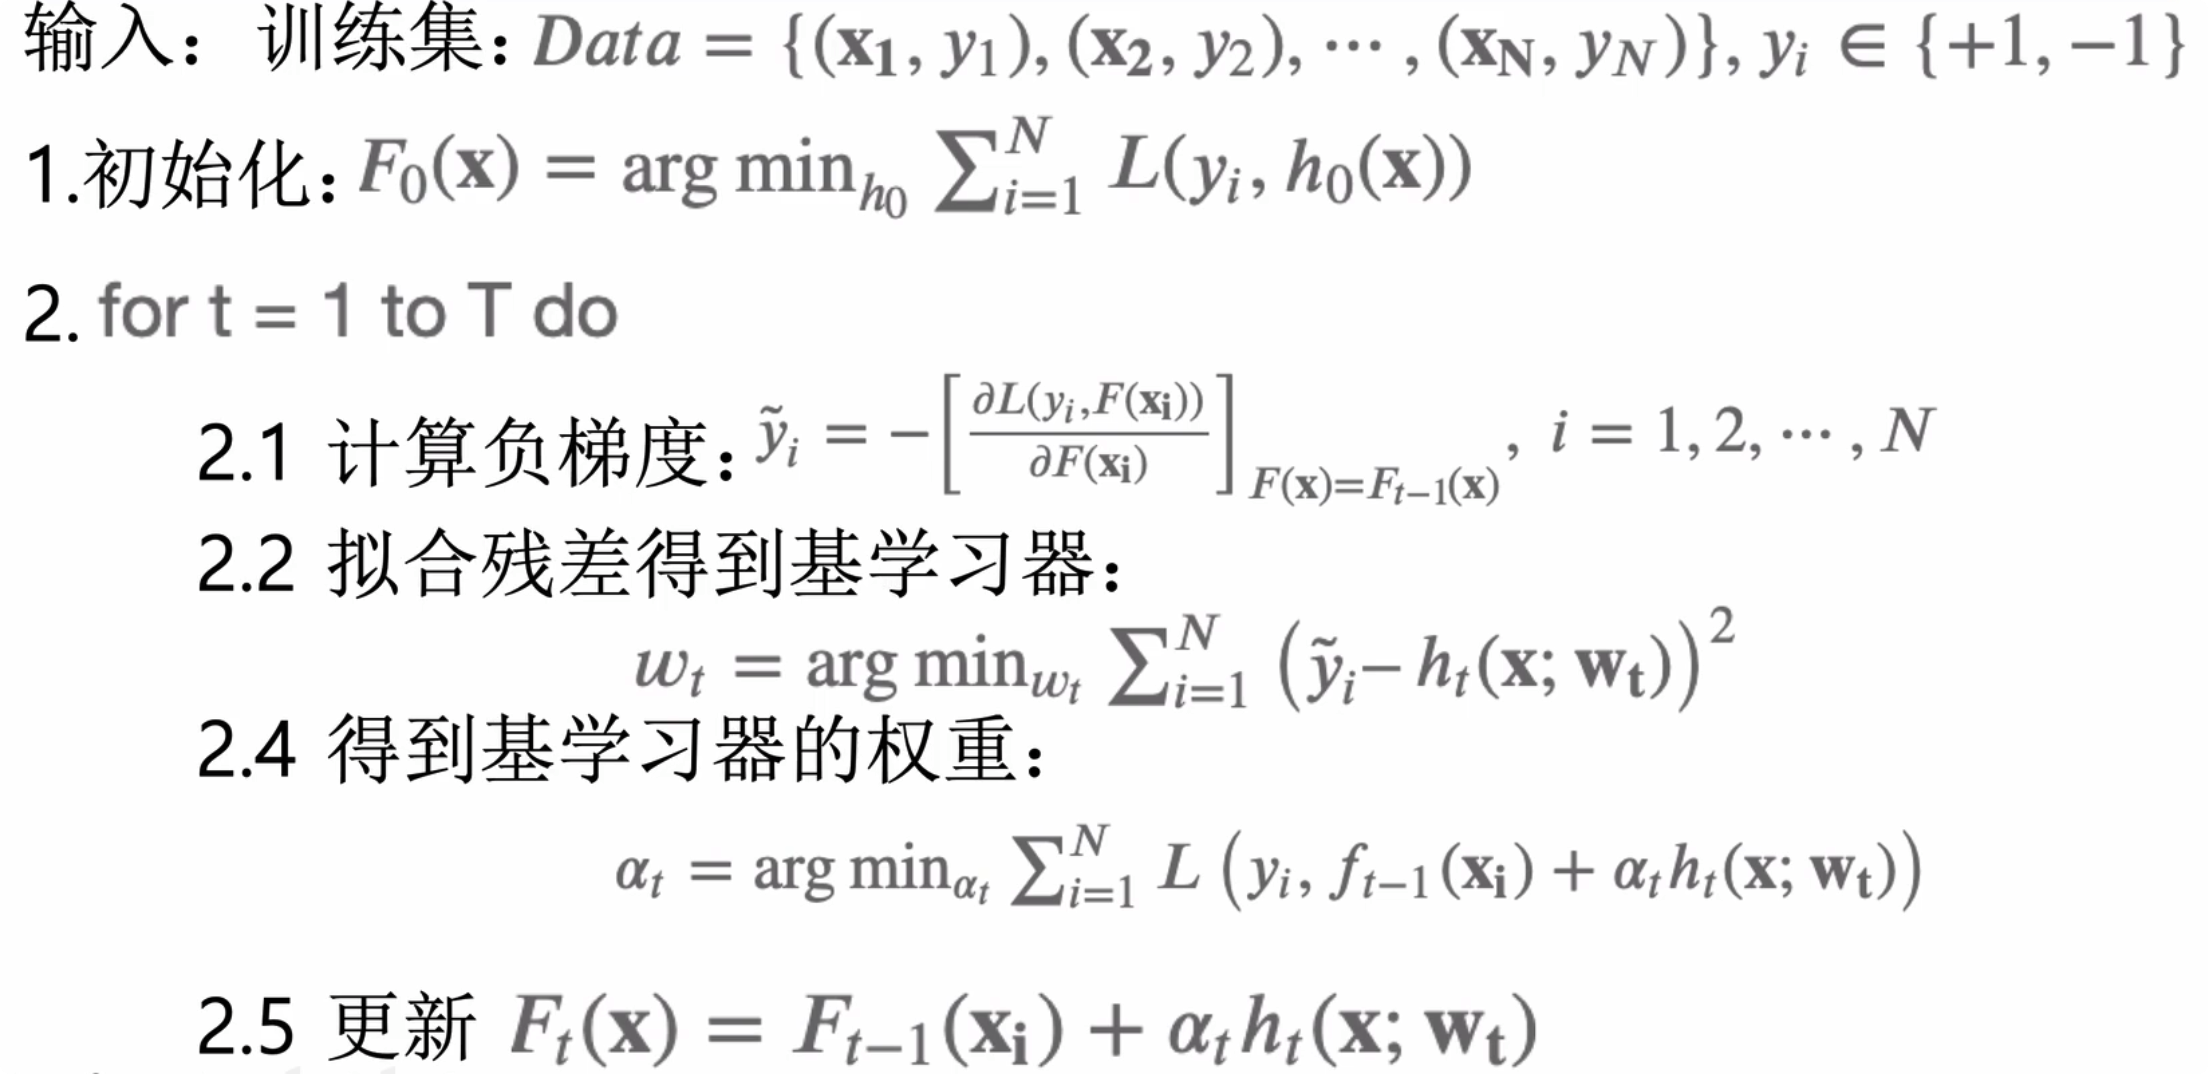 输入：训练集：Data = {(x₁, y₁), (x₂, y₂), ⋯ , (x_N, y_N)}, yᵢ ∈ {+1, −1}
1.初始化：F₀(x) = arg min_{h₀} ∑_{i=1}^{N} L(yᵢ, h₀(x))
2. for t = 1 to T do
2.1 计算负梯度：ỹᵢ = −[∂L(yᵢ,F(xᵢ))/∂F(xᵢ)]_{F(x)=F_{t−1}(x)}, i = 1, 2, ⋯ , N
2.2 拟合残差得到基学习器：
w_t = arg min_{w_t} ∑_{i=1}^{N} (ỹᵢ− h_t(x; w_t))²
2.4 得到基学习器的权重：
α_t = arg min_{α_t} ∑_{i=1}^{N} L (yᵢ, f_{t−1}(xᵢ) + α_t h_t(x; w_t))
2.5 更新 F_t(x) = F_{t−1}(xᵢ) + α_t h_t(x; w_t)